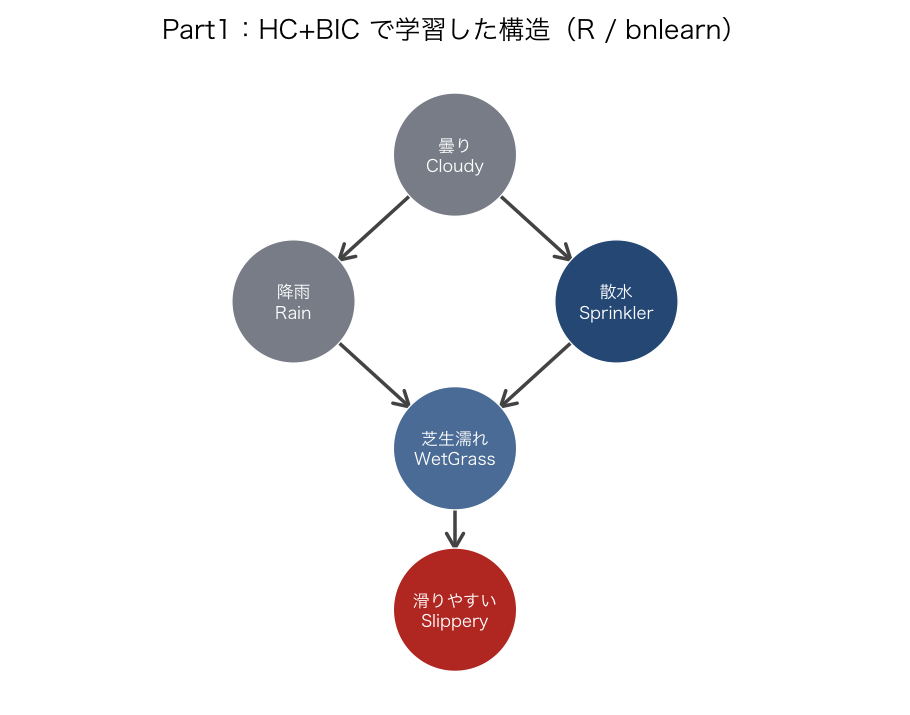 Part1：HC+BIC で学習した構造（R / bnlearn）
曇り
Cloudy
降雨
Rain
散水
Sprinkler
芝生濡れ
WetGrass
滑りやすい
Slippery